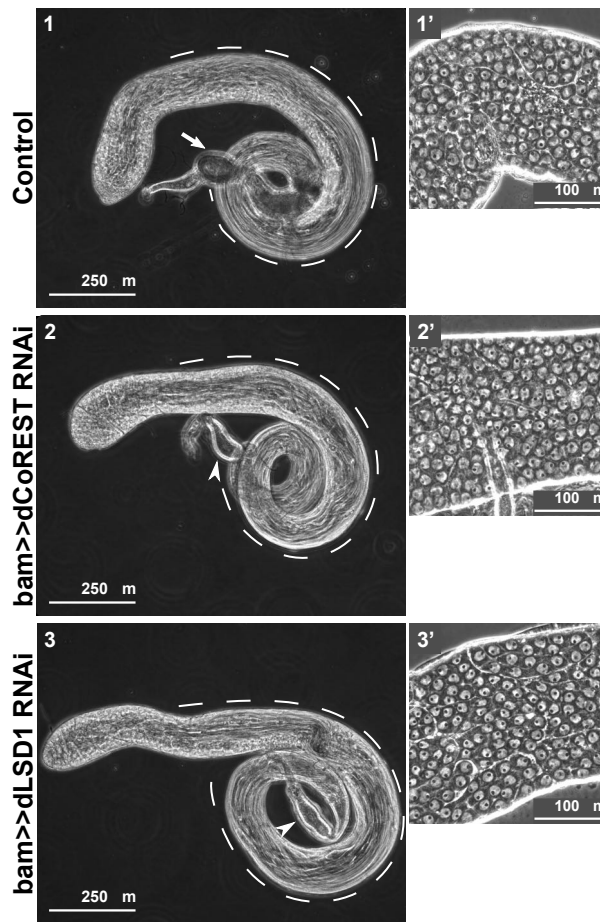 Control
1
1'
250 m
100 m
bam>>dCoREST RNAi
2
2'
250 m
100 m
bam>>dLSD1 RNAi
3
3'
250 m
100 m